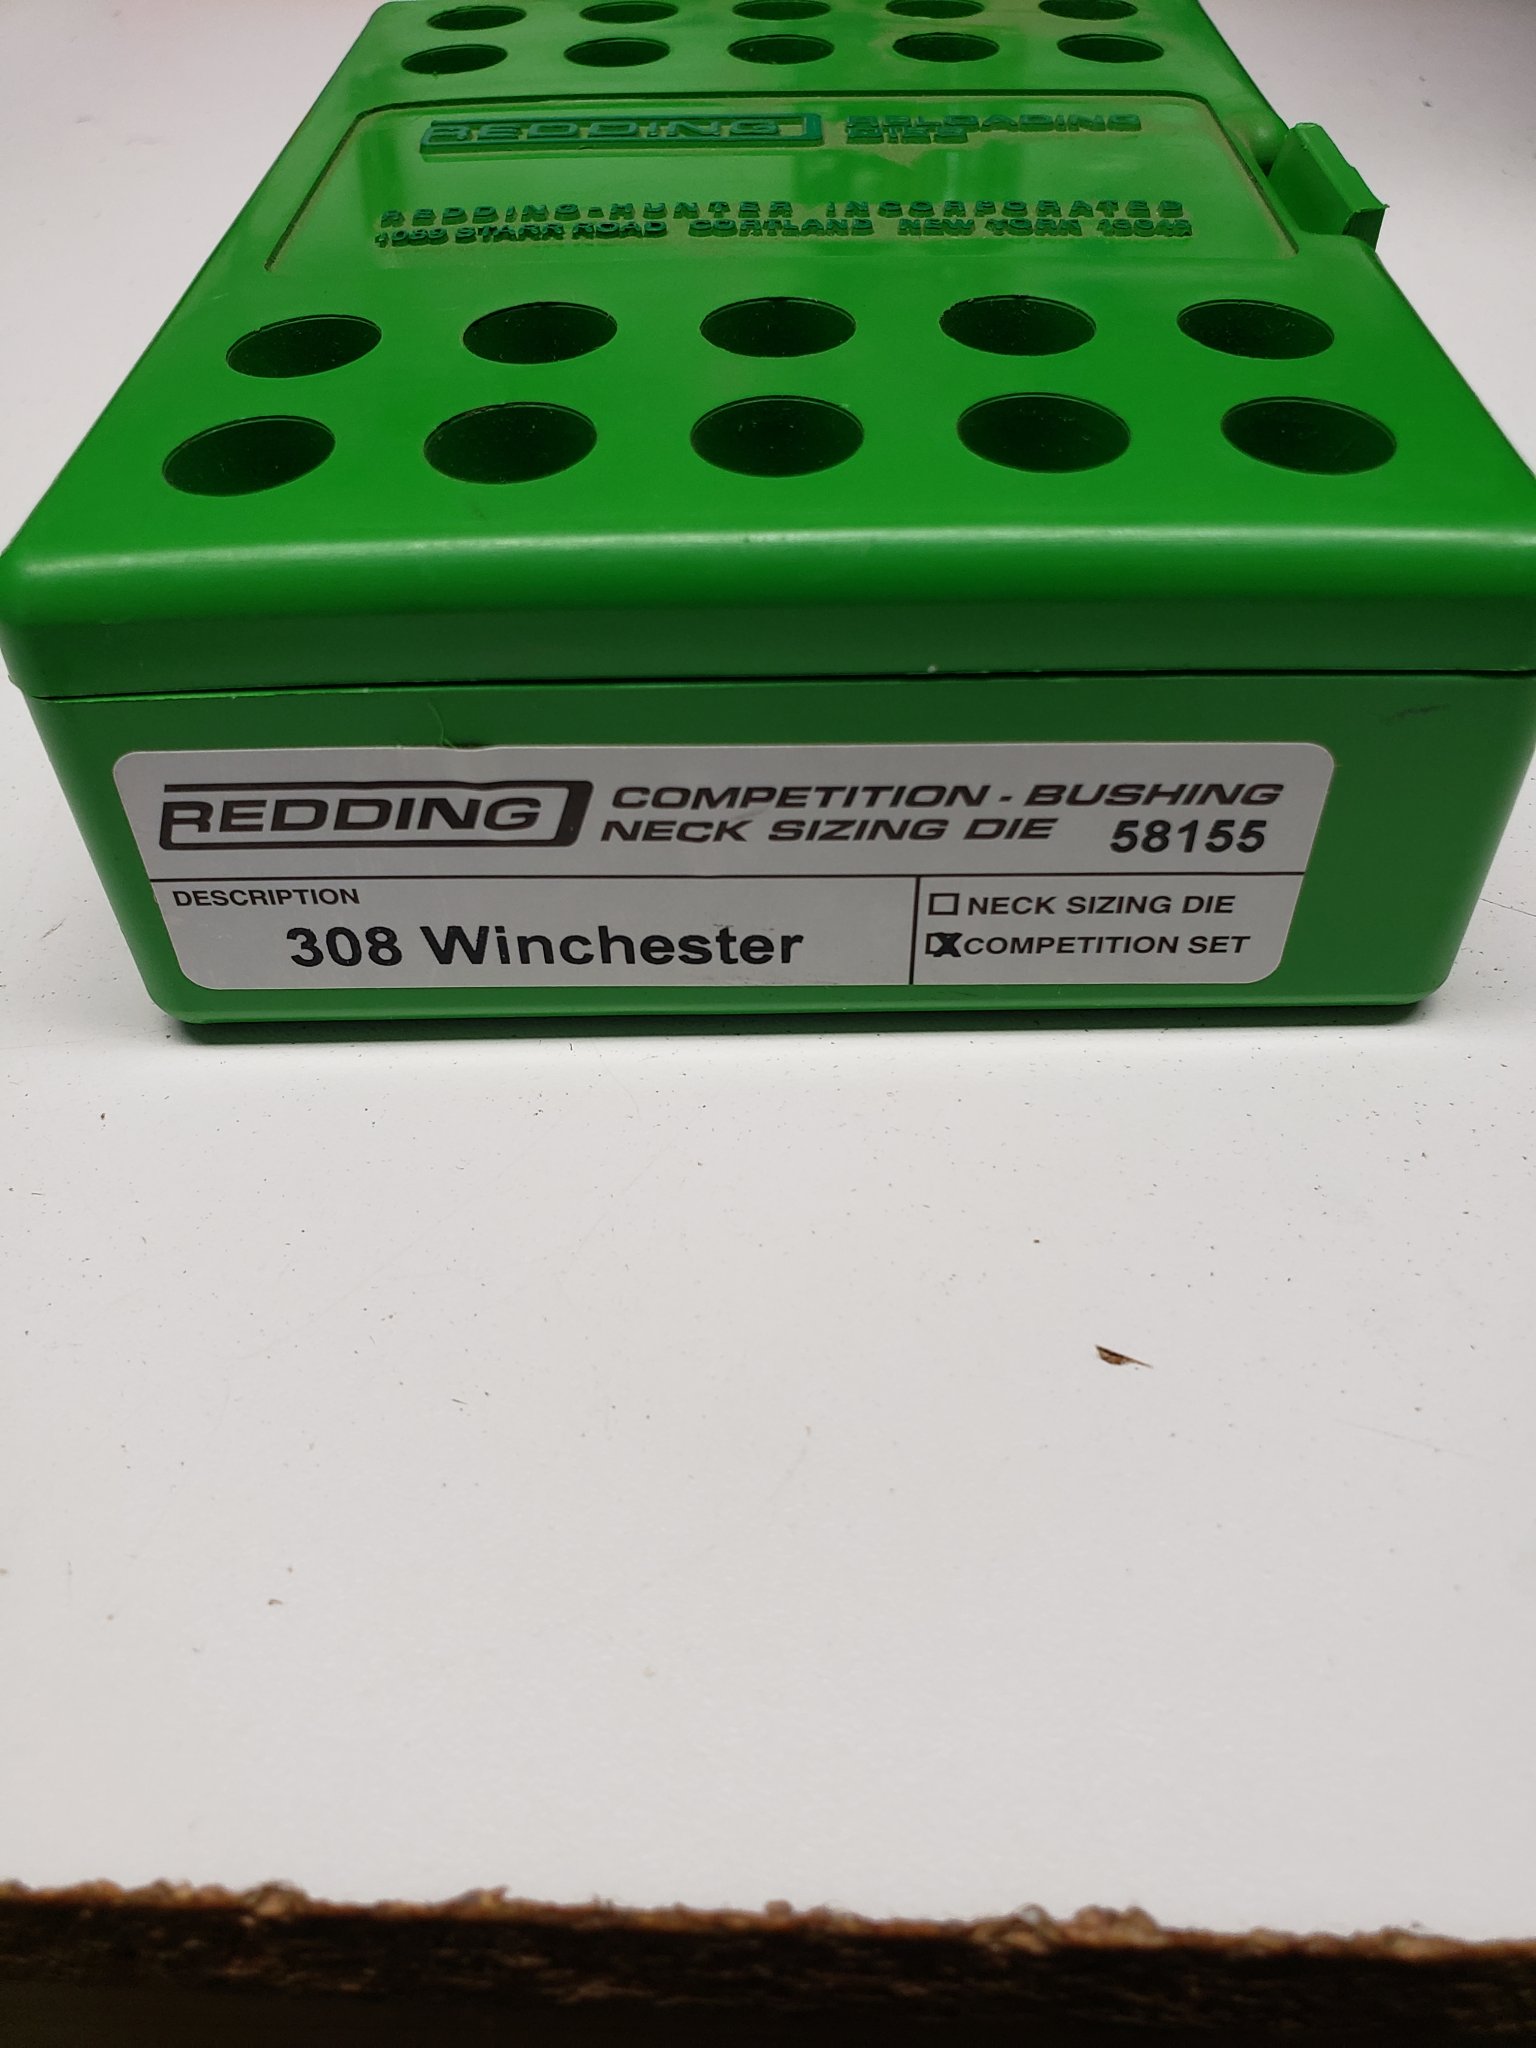 REDDING RELOADING
DIES
REDDING-HUNTER INCORPORATED
1089 STARR ROAD CORTLAND NEW YORK 13045
REDDING COMPETITION - BUSHING
NECK SIZING DIE 58155
DESCRIPTION
308 Winchester
NECK SIZING DIE
COMPETITION SET